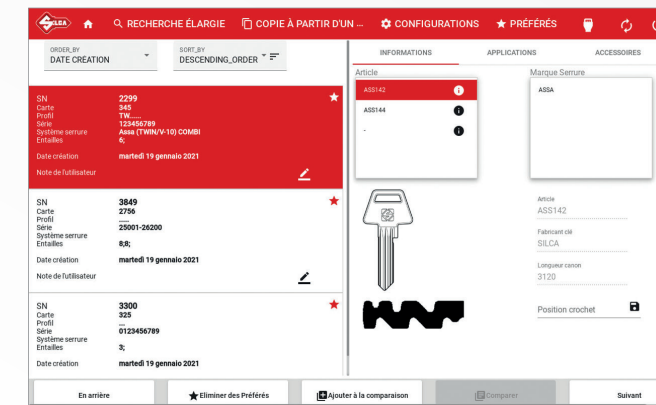 SILCA
RECHERCHE ÉLARGIE
COPIE À PARTIR D'UN ...
CONFIGURATIONS
PRÉFÉRÉS
ORDER_BY
DATE CRÉATION
SORT_BY
DESCENDING_ORDER
SN 2299
Carte 345
Profil TW......
Série 123456789
Système serrure Assa (TWIN/V-10) COMBI
Entailles 6;
Date création martedì 19 gennaio 2021
Note de l'utilisateur
SN 3849
Carte 2756
Profil ......
Série 25001-26200
Système serrure
Entailles 8;8;
Date création martedì 19 gennaio 2021
Note de l'utilisateur
SN 3300
Carte 325
Profil ...
Série 0123456789
Système serrure
Entailles 3;
Date création martedì 19 gennaio 2021
INFORMATIONS
APPLICATIONS
ACCESSOIRES
Article
ASS142
ASS144
-
Marque Serrure
ASSA
Article
ASS142
Fabricant clé
SILCA
Longueur canon
3120
Position crochet
En arrière
Eliminer des Préférés
Ajouter à la comparaison
Comparer
Suivant